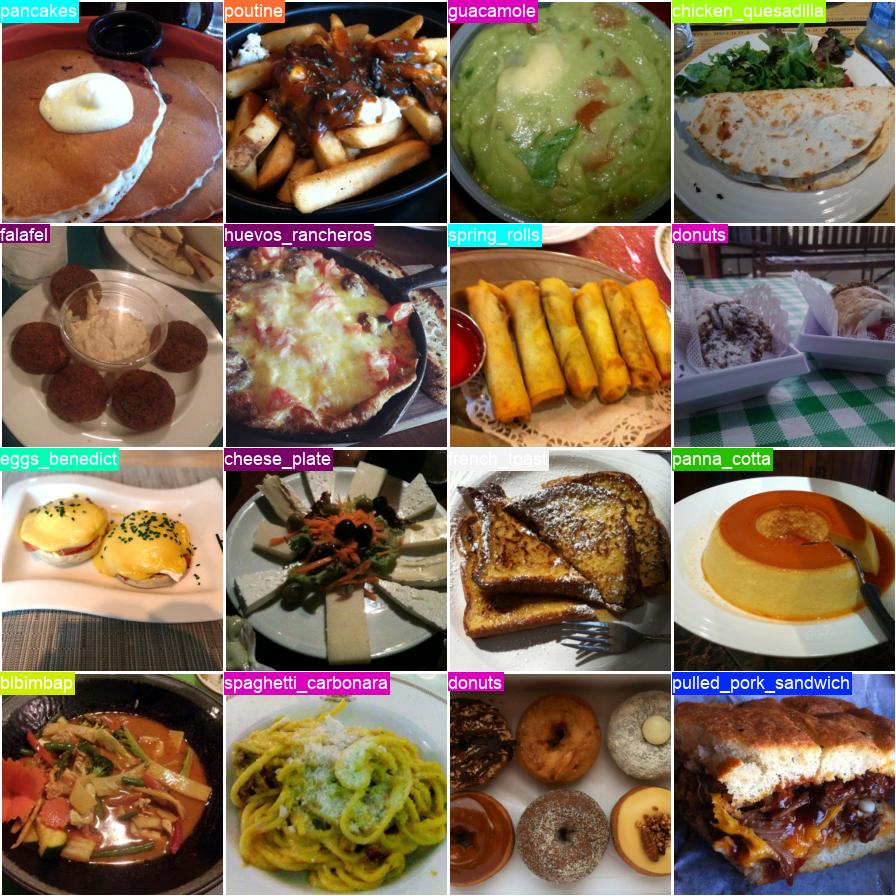 pancakes
poutine
guacamole
chicken_quesadilla
falafel
huevos_rancheros
spring_rolls
donuts
eggs_benedict
cheese_plate
french_toast
panna_cotta
bibimbap
spaghetti_carbonara
donuts
pulled_pork_sandwich